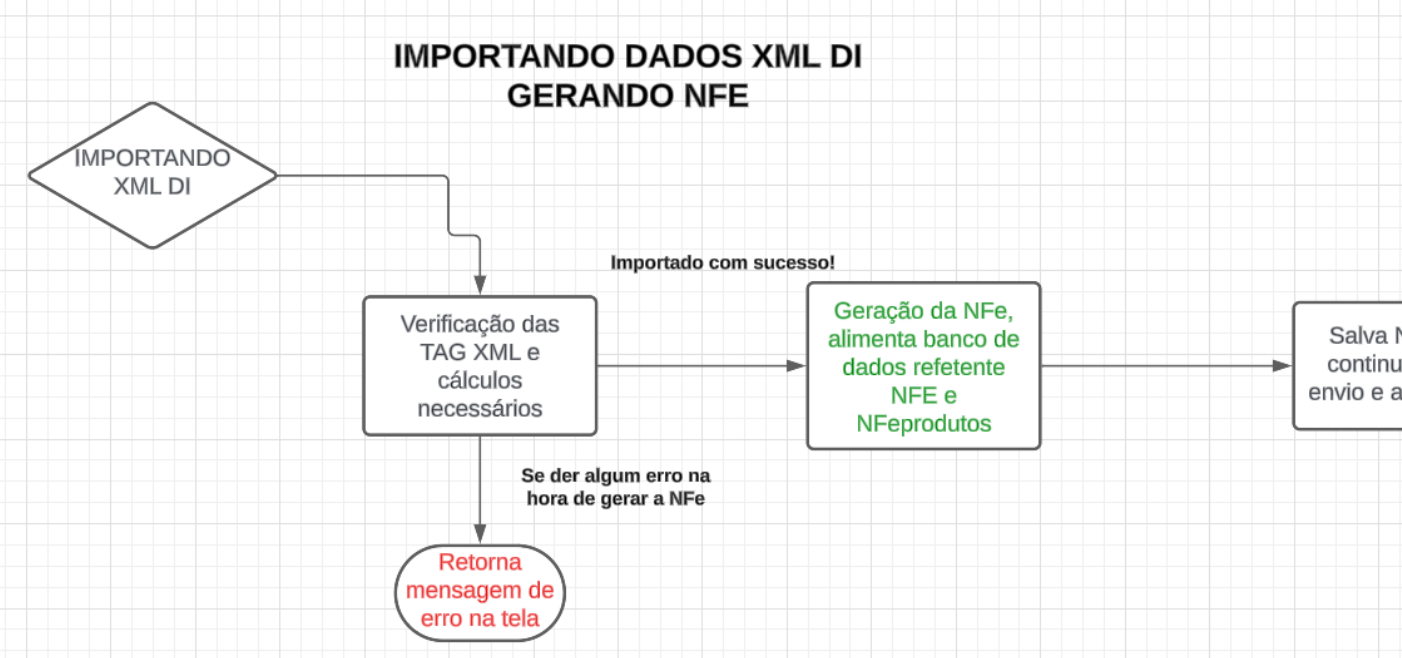 IMPORTANDO DADOS XML DI
GERANDO NFE
IMPORTANDO
XML DI
Importado com sucesso!
Verificação das
TAG XML e
cálculos
necessários
Geração da NFe,
alimenta banco de
dados refetente
NFE e
NFeprodutos
Salva
envio e
Se der algum erro na
hora de gerar a NFe
Retorna
mensagem de
erro na tela